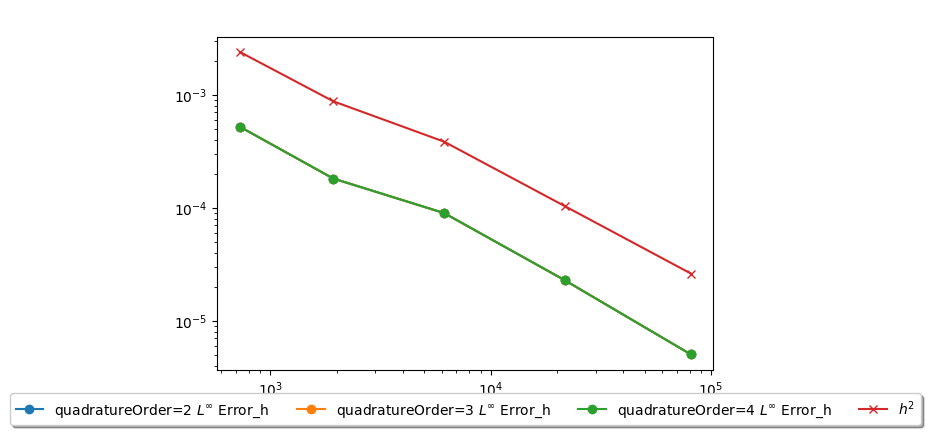 10⁻³
10⁻⁴
10⁻⁵
10³ 10⁴ 10⁵
quadratureOrder=2 L∞ Error_h quadratureOrder=3 L∞ Error_h quadratureOrder=4 L∞ Error_h h²